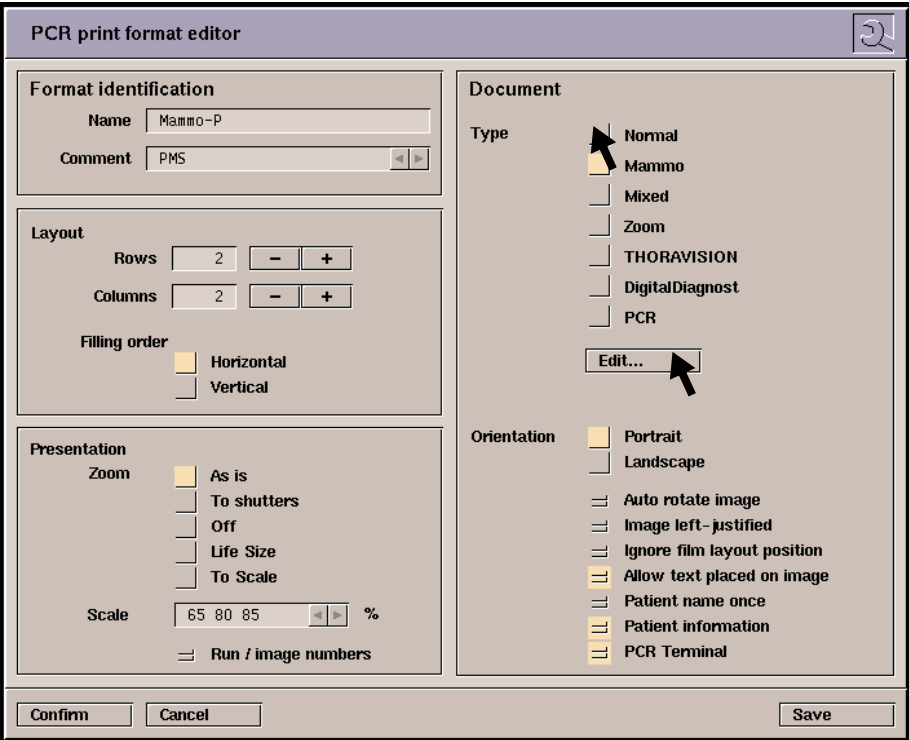 PCR print format editor
Format identification
Name Mammo-P
Comment PMS
Layout
Rows 2 - +
Columns 2 - +
Filling order
Horizontal
Vertical
Presentation
Zoom As is
To shutters
Off
Life Size
To Scale
Scale 65 80 85 %
Run / image numbers
Document
Type Normal
Mammo
Mixed
Zoom
THORAVISION
DigitalDiagnost
PCR
Edit...
Orientation Portrait
Landscape
Auto rotate image
Image left-justified
Ignore film layout position
Allow text placed on image
Patient name once
Patient information
PCR Terminal
Confirm Cancel Save